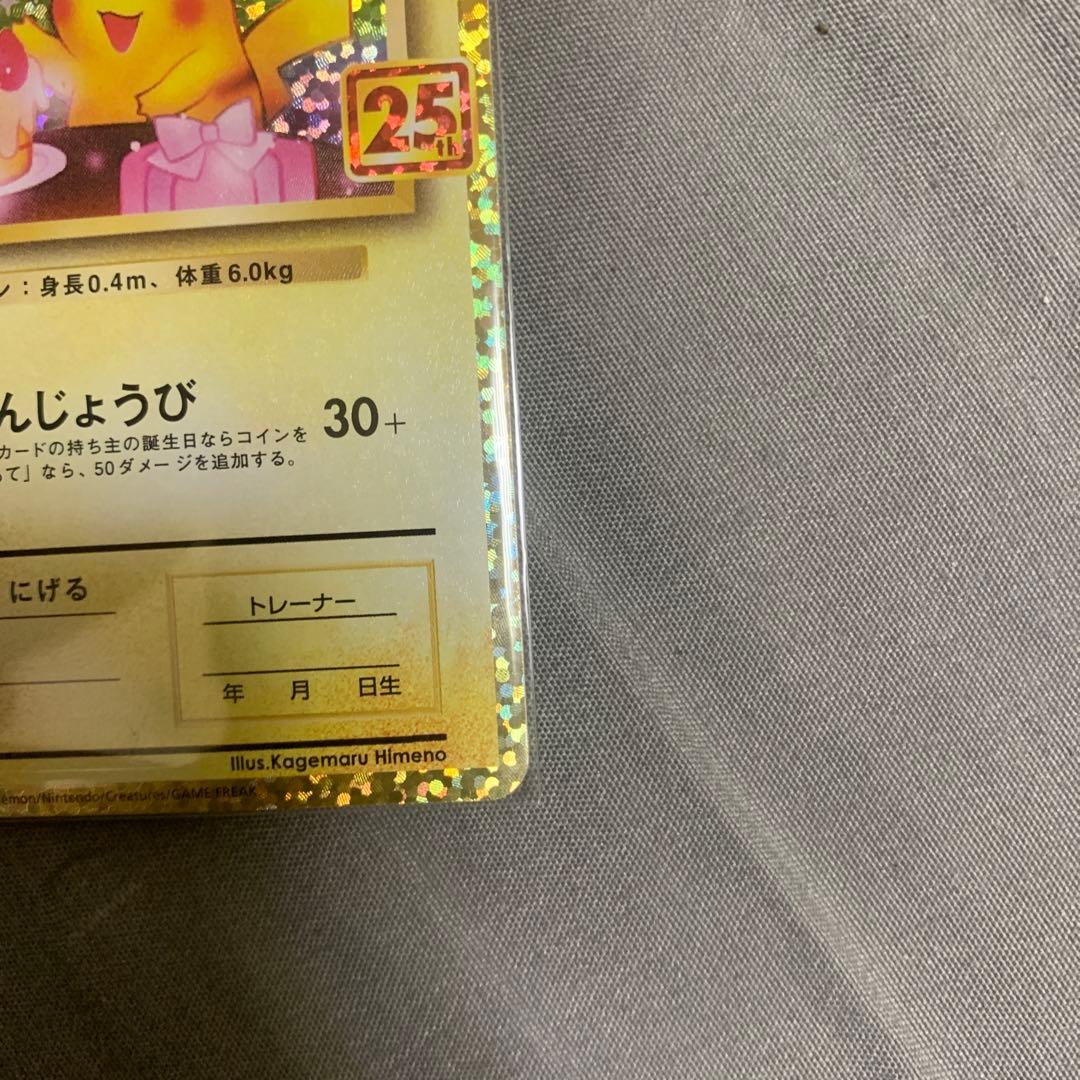 25th
ン：身長0.4m、体重6.0kg
んじょうび 30+
カードの持ち主の誕生日ならコインを
て」なら、50ダメージを追加する。
にげる
トレーナー
年 月 日生
Illus.Kagemaru Himeno
emon/Nintendo/Creatures/GAME FREAK